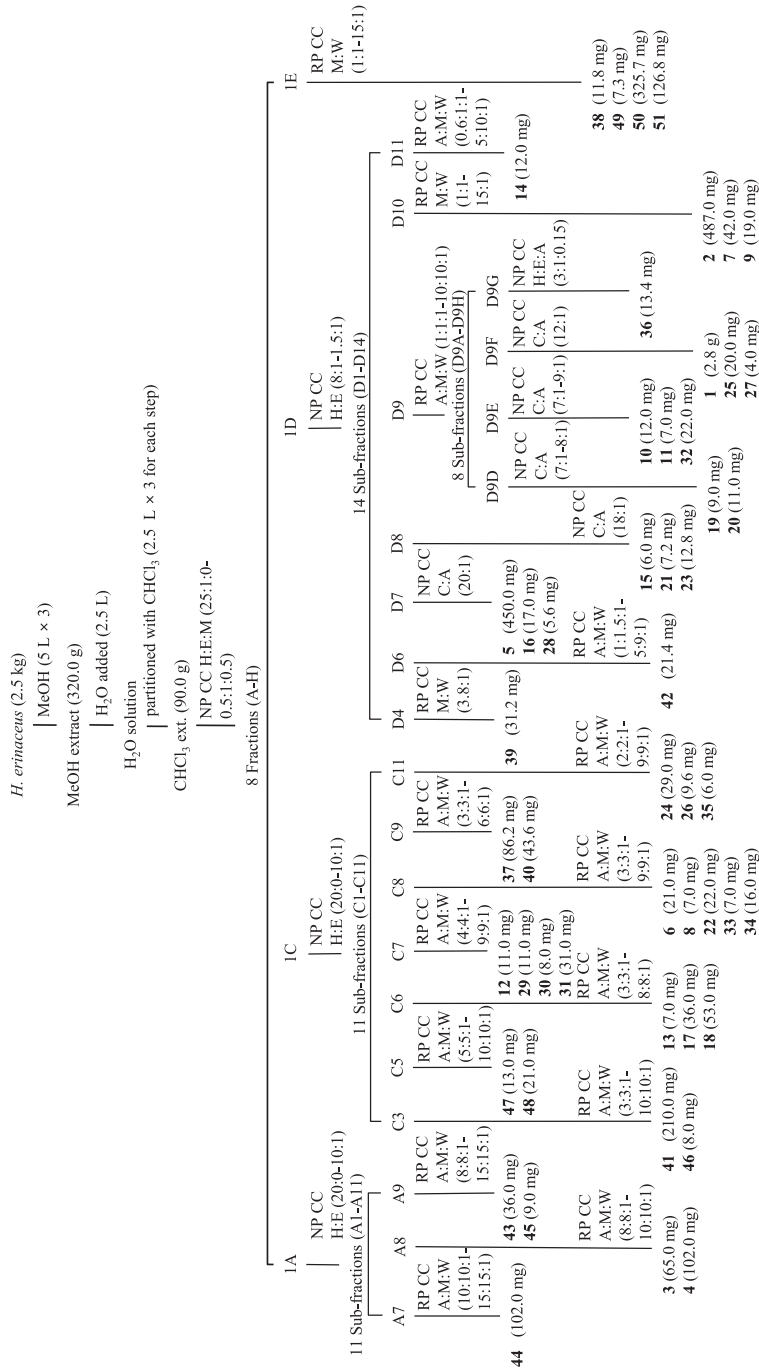 H. erinaceus (2.5 kg)
MeOH (5 L × 3)
MeOH extract (320.0 g)
H₂O added (2.5 L)
H₂O solution
partitioned with CHCl₃ (2.5 L × 3 for each step)
CHCl₃ ext. (90.0 g)
NP CC H:E:M (25:1:0-
0.5:1:0.5)
8 Fractions (A-H)
1A
NP CC
H:E (20:0-10:1)
11 Sub-fractions (A1-A11)
A7
RP CC
A:M:W
(10:10:1-
15:15:1)
44 (102.0 mg)
A8
RP CC
A:M:W
(8:8:1-
10:10:1)
3 (65.0 mg)
4 (102.0 mg)
A9
RP CC
A:M:W
(8:8:1-
15:15:1)
43 (36.0 mg)
45 (9.0 mg)
1C
NP CC
H:E (20:0-10:1)
11 Sub-fractions (C1-C11)
C3
RP CC
A:M:W
(3:3:1-
10:10:1)
41 (210.0 mg)
46 (8.0 mg)
C5
RP CC
A:M:W
(5:5:1-
10:10:1)
47 (13.0 mg)
48 (21.0 mg)
C6
RP CC
A:M:W
(3:3:1-
8:8:1)
13 (7.0 mg)
17 (36.0 mg)
18 (53.0 mg)
C7
RP CC
A:M:W
(4:4:1-
9:9:1)
12 (11.0 mg)
29 (11.0 mg)
30 (8.0 mg)
31 (31.0 mg)
C8
RP CC
A:M:W
(3:3:1-
9:9:1)
6 (21.0 mg)
8 (7.0 mg)
22 (22.0 mg)
33 (7.0 mg)
34 (16.0 mg)
C9
RP CC
A:M:W
(3:3:1-
6:6:1)
37 (86.2 mg)
40 (43.6 mg)
C11
RP CC
A:M:W
(2:2:1-
9:9:1)
24 (29.0 mg)
26 (9.6 mg)
35 (6.0 mg)
1D
NP CC
H:E (8:1-1.5:1)
14 Sub-fractions (D1-D14)
D4
RP CC
M:W
(3.8:1)
39 (31.2 mg)
D6
RP CC
A:M:W
(1:1.5:1-
5:9:1)
42 (21.4 mg)
D7
NP CC
C:A
(20:1)
5 (450.0 mg)
16 (17.0 mg)
28 (5.6 mg)
D8
NP CC
C:A
(18:1)
15 (6.0 mg)
21 (7.2 mg)
23 (12.8 mg)
D9
RP CC
A:M:W (1:1:1-10:10:1)
8 Sub-fractions (D9A-D9H)
D9D
NP CC
C:A
(7:1-8:1)
19 (9.0 mg)
20 (11.0 mg)
D9E
NP CC
C:A
(7:1-9:1)
10 (12.0 mg)
11 (7.0 mg)
32 (22.0 mg)
D9F
NP CC
C:A
(12:1)
1 (2.8 g)
25 (20.0 mg)
27 (4.0 mg)
D9G
NP CC
H:E:A
(3:1:0.15)
36 (13.4 mg)
D10
RP CC
M:W
(1:1-
15:1)
2 (487.0 mg)
7 (42.0 mg)
9 (19.0 mg)
D11
RP CC
A:M:W
(0.6:1:1-
5:10:1)
14 (12.0 mg)
1E
RP CC
M:W
(1:1-15:1)
38 (11.8 mg)
49 (7.3 mg)
50 (325.7 mg)
51 (126.8 mg)